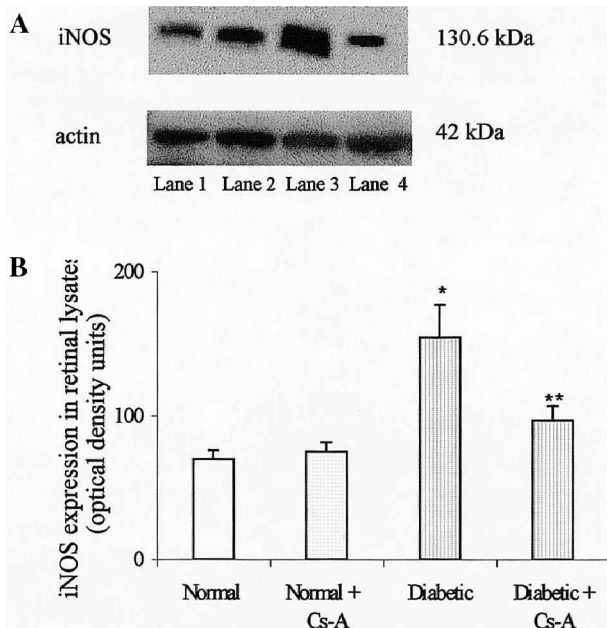 A
iNOS
130.6 kDa
actin
42 kDa
Lane 1 Lane 2 Lane 3 Lane 4
B
iNOS expression in retinal lysate:
(optical density units)
200
100
0
*
**
Normal
Normal +
Cs-A
Diabetic
Diabetic +
Cs-A